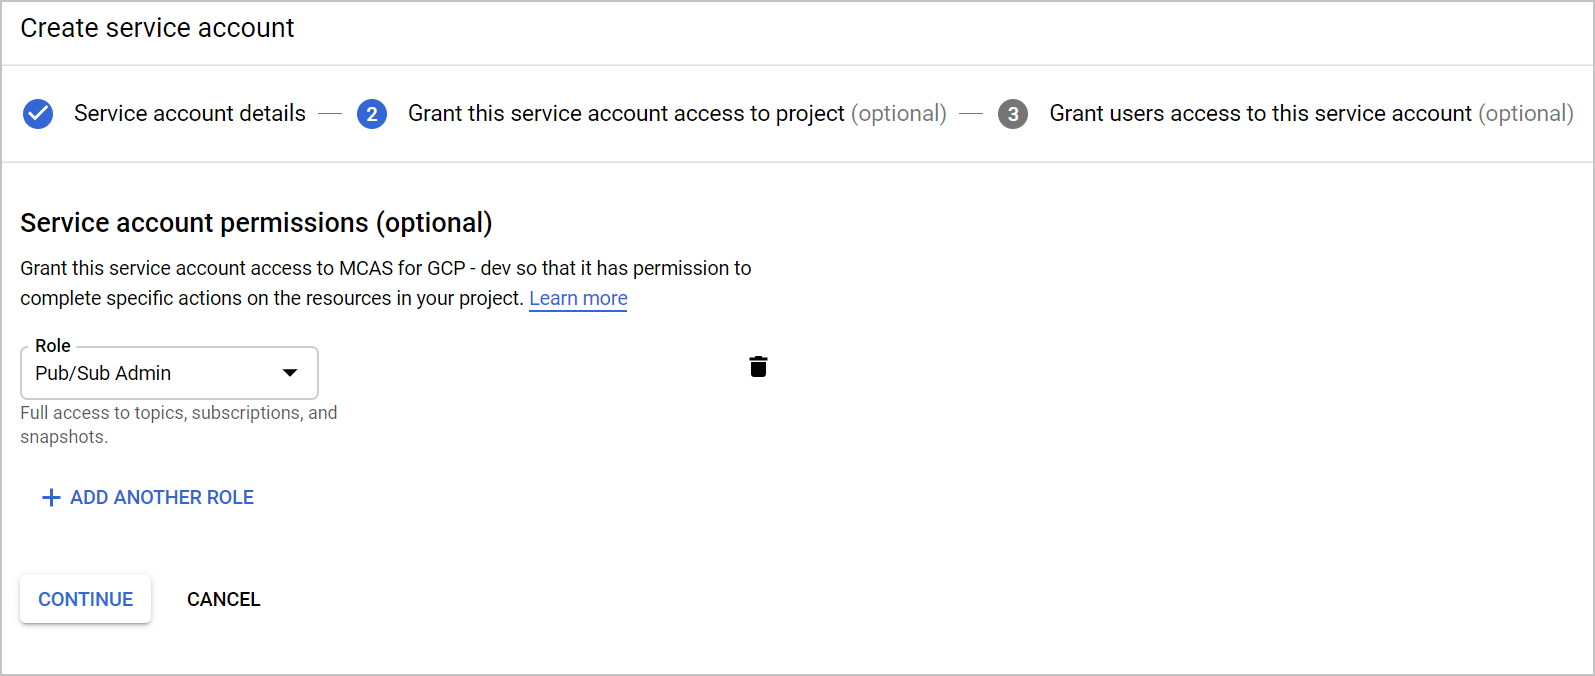 Create service account
Service account details
2 Grant this service account access to project (optional)
3 Grant users access to this service account (optional)
Service account permissions (optional)
Grant this service account access to MCAS for GCP - dev so that it has permission to
complete specific actions on the resources in your project. Learn more
Role
Pub/Sub Admin
Full access to topics, subscriptions, and
snapshots.
ADD ANOTHER ROLE
CONTINUE
CANCEL